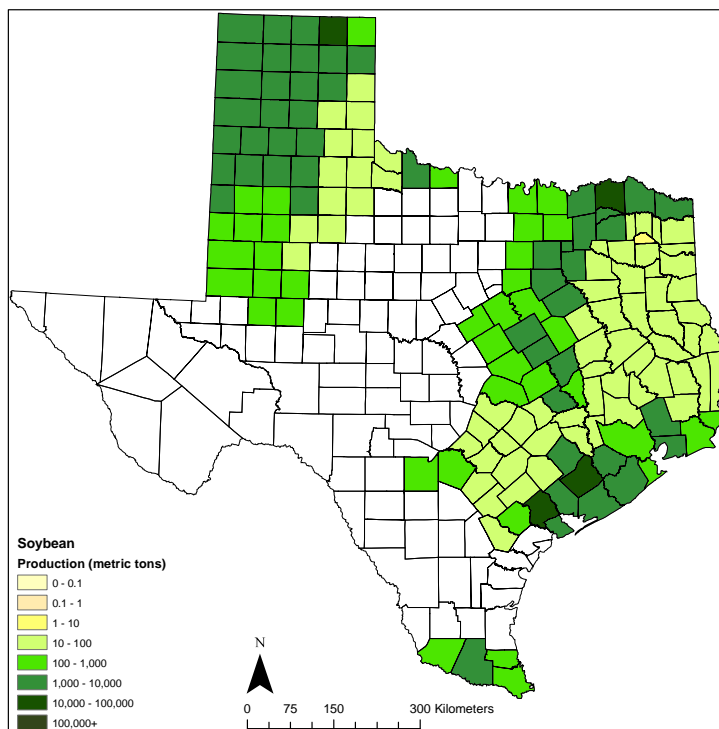 Soybean
Production (metric tons)
0 - 0.1
0.1 - 1
1 - 10
10 - 100
100 - 1,000
1,000 - 10,000
10,000 - 100,000
100,000+
N
0 75 150 300 Kilometers